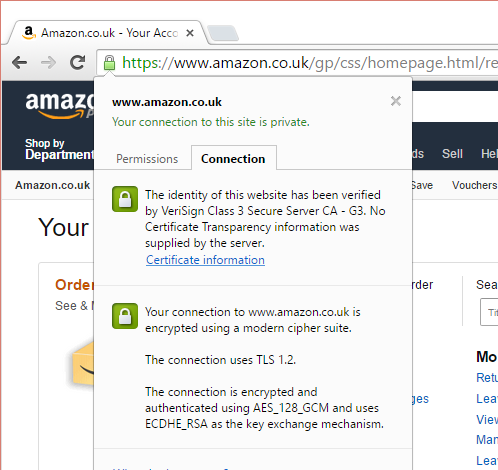 Amazon.co.uk - Your Acco
https://www.amazon.co.uk/gp/css/homepage.html/re
amazon
www.amazon.co.uk
Your connection to this site is private.
Shop by
Department
Sell
Hel
Permissions
Connection
Amazon.co.uk
Save
Vouchers
The identity of this website has been verified
by VeriSign Class 3 Secure Server CA - G3. No
Certificate Transparency information was
supplied by the server.
Certificate information
Your
Order
See & M
order
Sea
Tit
Your connection to www.amazon.co.uk is
encrypted using a modern cipher suite.
The connection uses TLS 1.2.
The connection is encrypted and
authenticated using AES_128_GCM and uses
ECDHE_RSA as the key exchange mechanism.
Mo
Retu
Leav
View
Man
Leav
ges